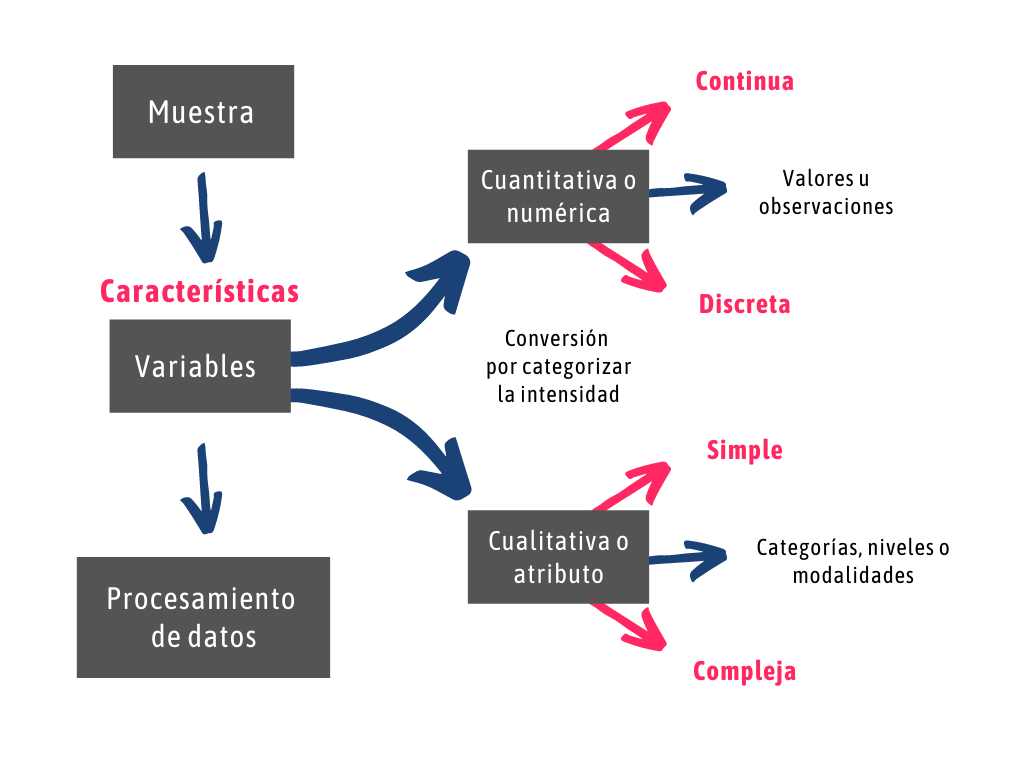 Muestra
Características
Variables
Procesamiento
de datos
Continua
Cuantitativa o
numérica
Valores u
observaciones
Discreta
Conversión
por categorizar
la intensidad
Simple
Cualitativa o
atributo
Categorías, niveles o
modalidades
Compleja